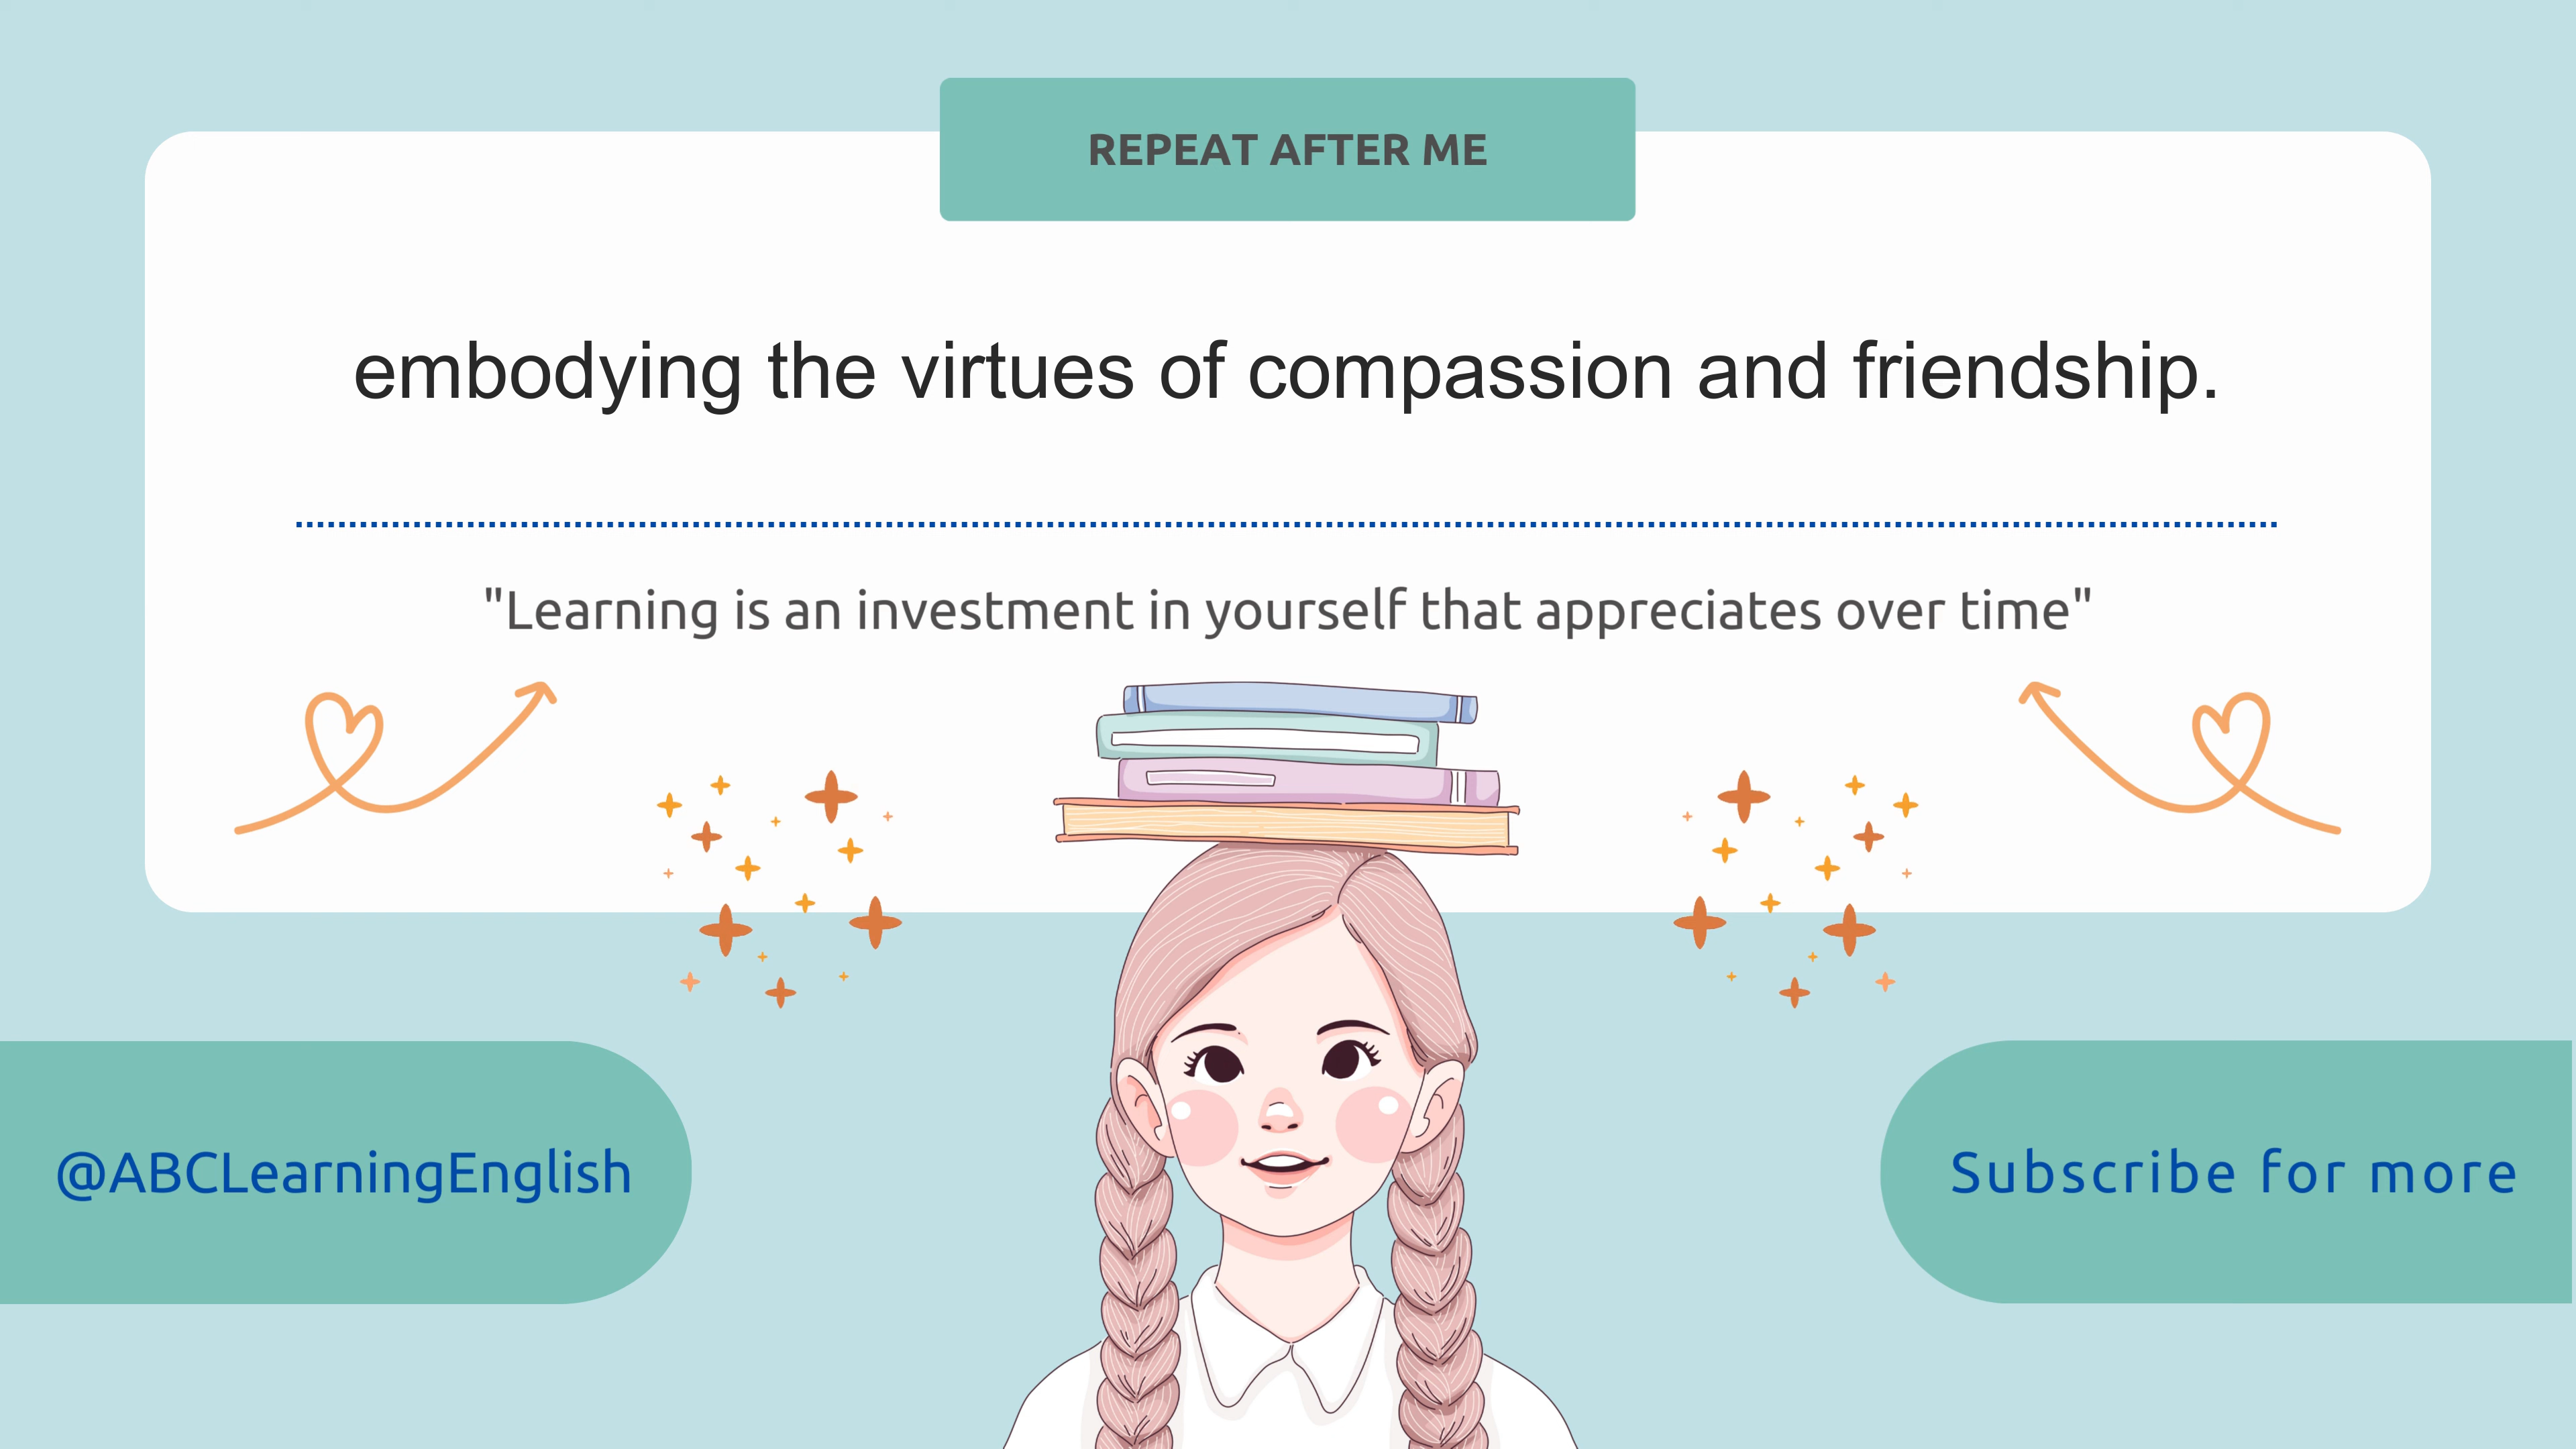 REPEAT AFTER ME
embodying the virtues of compassion and friendship.
"Learning is an investment in yourself that appreciates over time"
@ABCLearningEnglish
Subscribe for more